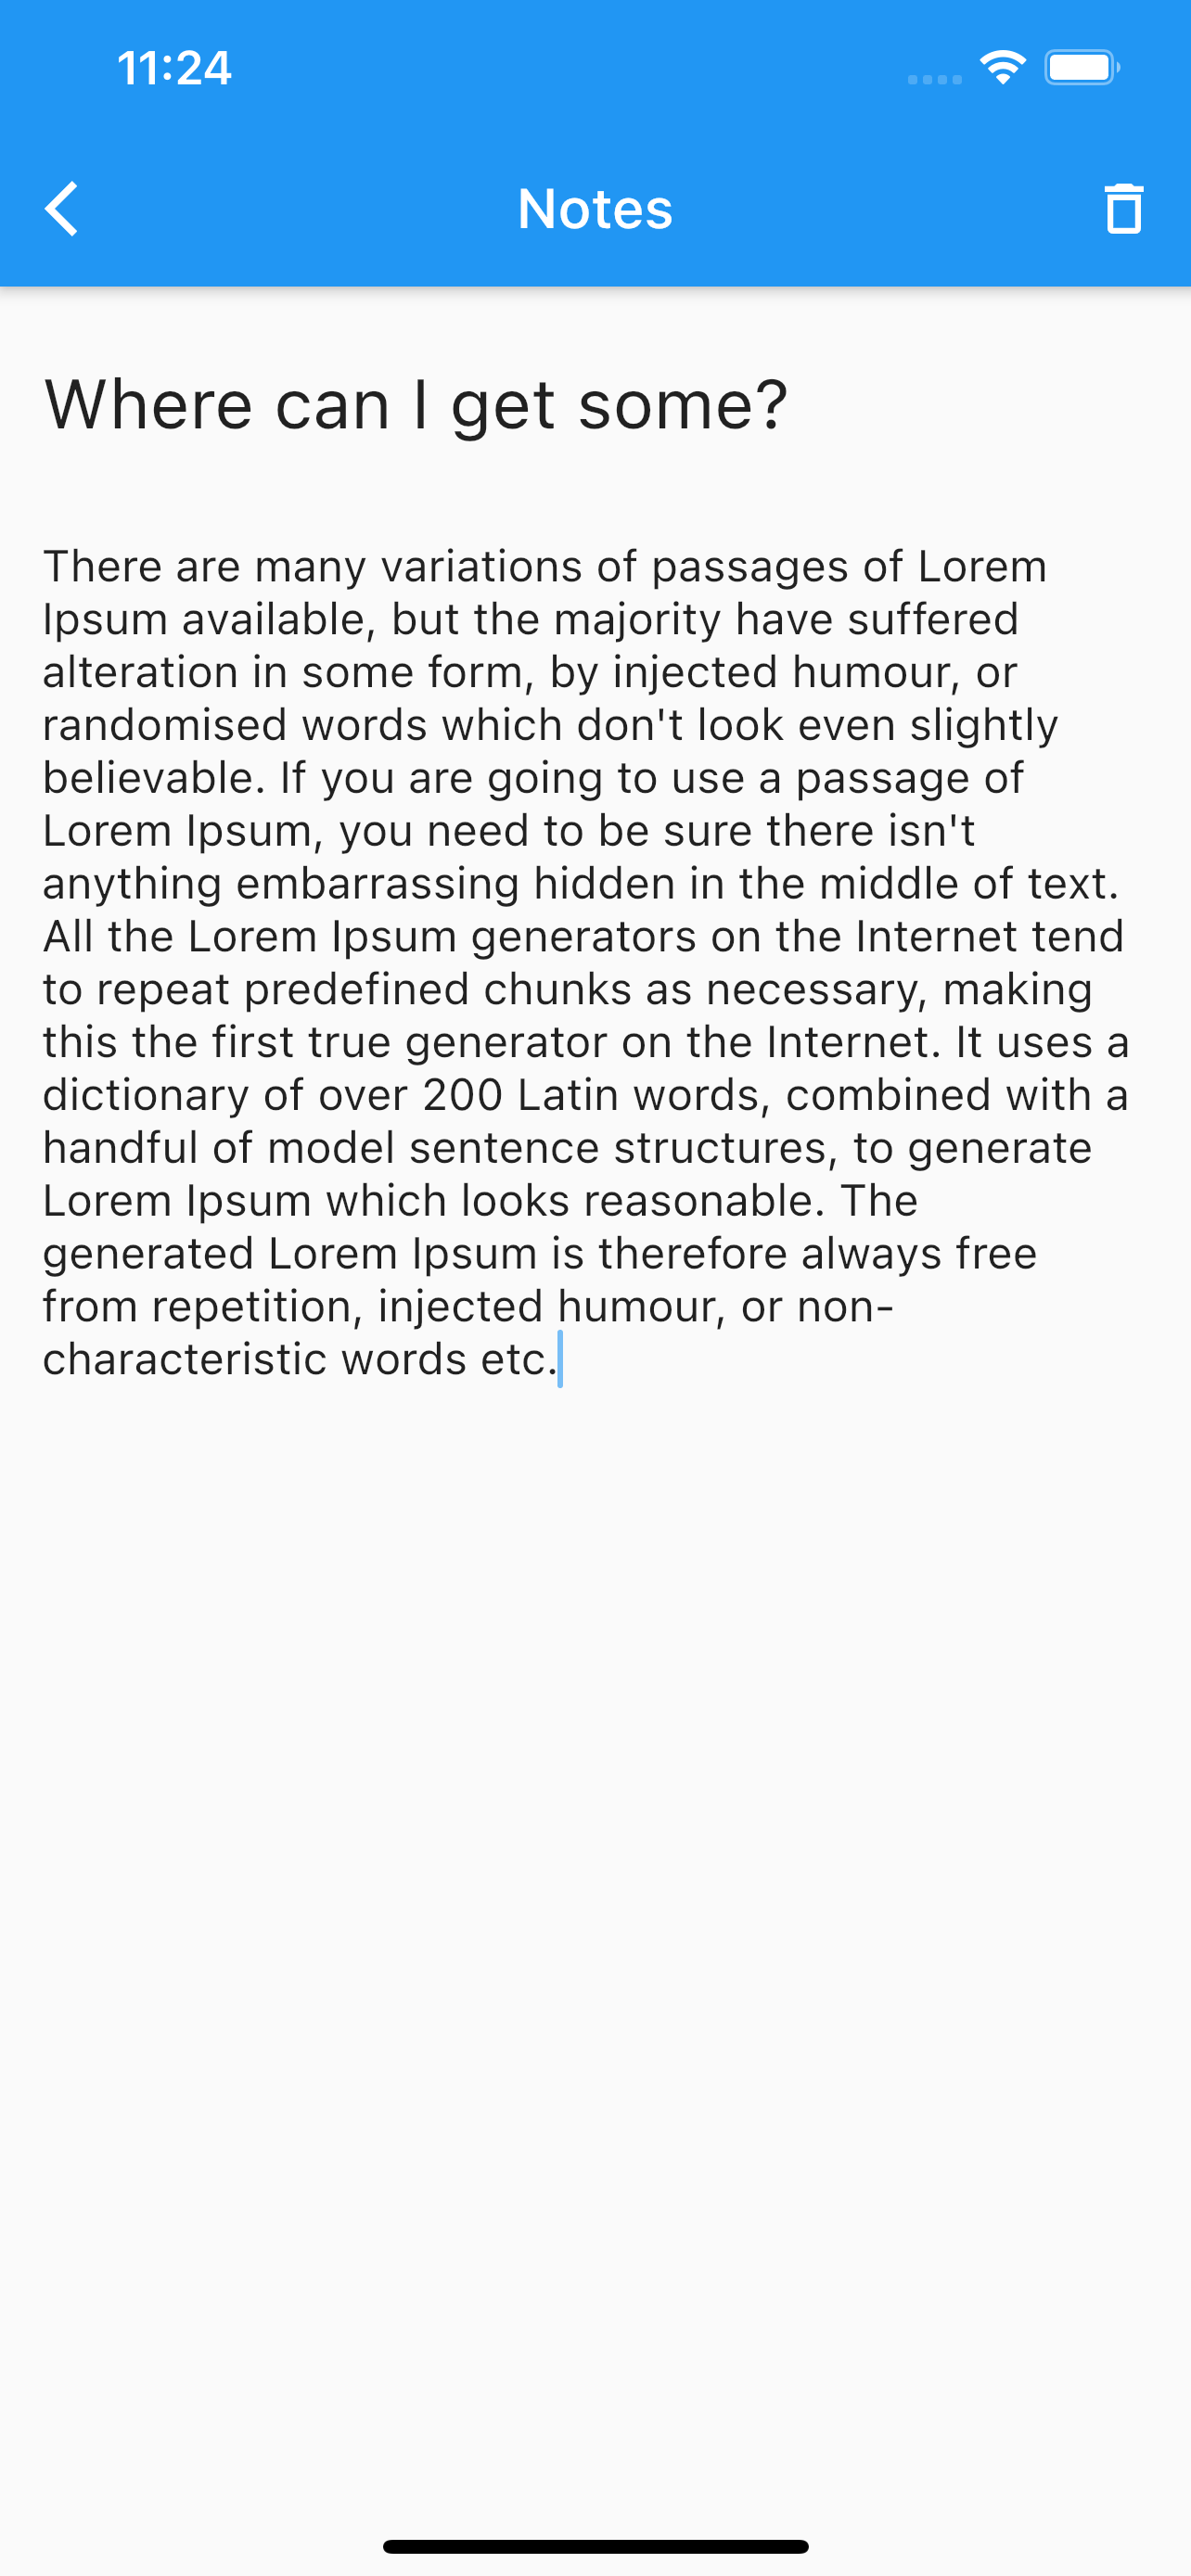 11:24
Notes
Where can I get some?
There are many variations of passages of Lorem
Ipsum available, but the majority have suffered
alteration in some form, by injected humour, or
randomised words which don't look even slightly
believable. If you are going to use a passage of
Lorem Ipsum, you need to be sure there isn't
anything embarrassing hidden in the middle of text.
All the Lorem Ipsum generators on the Internet tend
to repeat predefined chunks as necessary, making
this the first true generator on the Internet. It uses a
dictionary of over 200 Latin words, combined with a
handful of model sentence structures, to generate
Lorem Ipsum which looks reasonable. The
generated Lorem Ipsum is therefore always free
from repetition, injected humour, or non-
characteristic words etc.